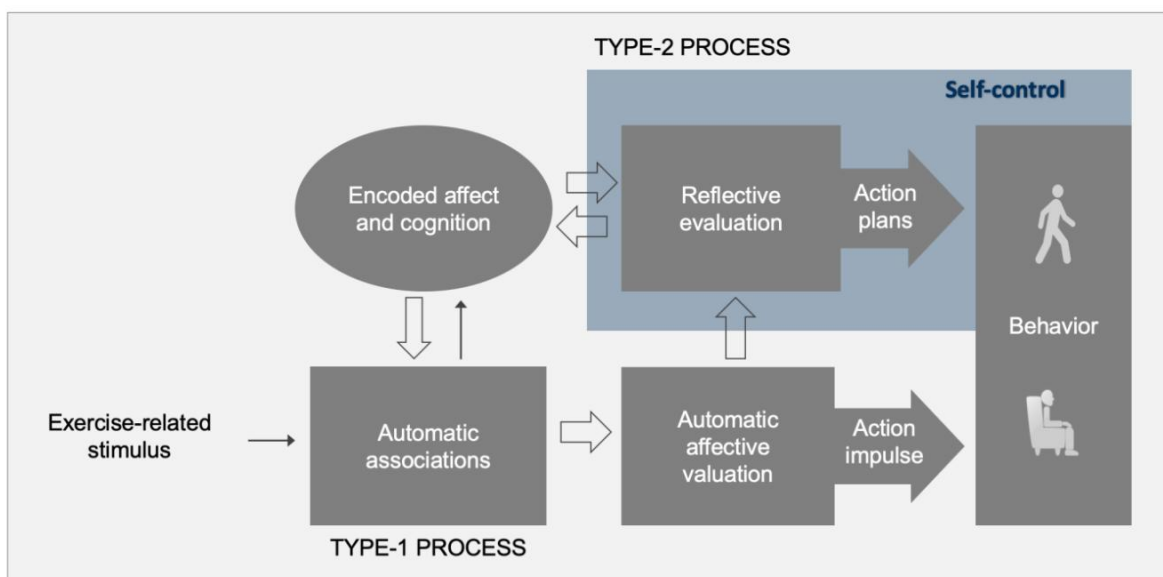 TYPE-2 PROCESS
Self-control
Encoded affect
and cognition
Reflective
evaluation
Action
plans
Behavior
Exercise-related
stimulus
Automatic
associations
Automatic
affective
valuation
Action
impulse
TYPE-1 PROCESS